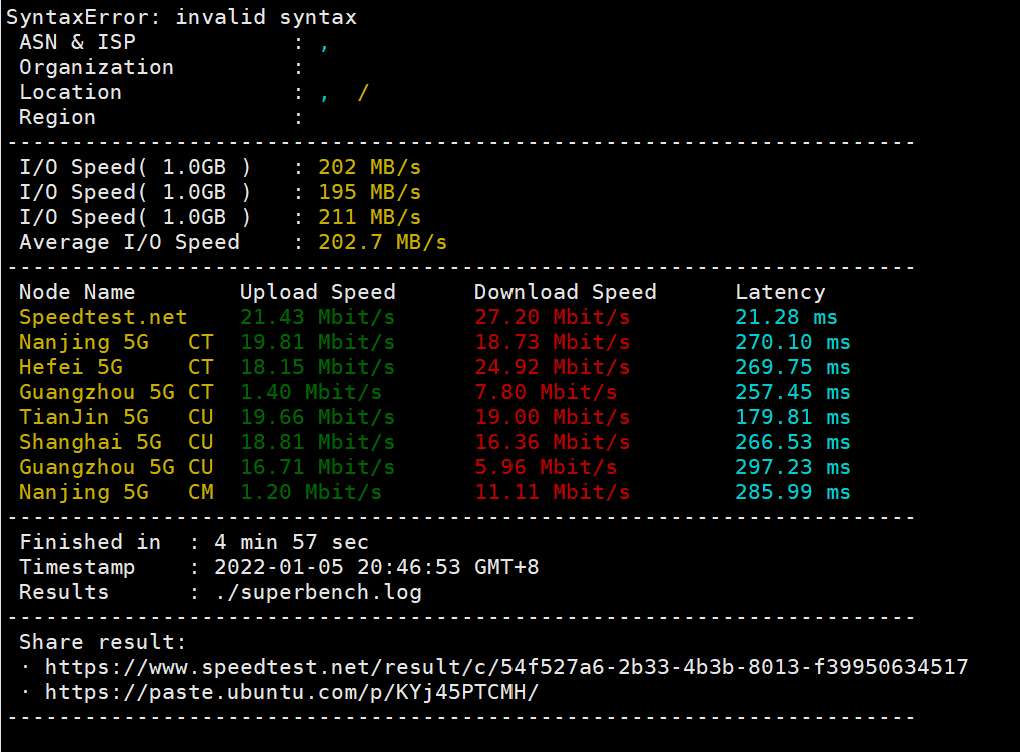 SyntaxError: invalid syntax
ASN & ISP : ,
Organization :
Location : , /
Region :
----------------------------------------------------------------------
I/O Speed( 1.0GB ) : 202 MB/s
I/O Speed( 1.0GB ) : 195 MB/s
I/O Speed( 1.0GB ) : 211 MB/s
Average I/O Speed : 202.7 MB/s
----------------------------------------------------------------------
Node Name Upload Speed Download Speed Latency
Speedtest.net 21.43 Mbit/s 27.20 Mbit/s 21.28 ms
Nanjing 5G CT 19.81 Mbit/s 18.73 Mbit/s 270.10 ms
Hefei 5G CT 18.15 Mbit/s 24.92 Mbit/s 269.75 ms
Guangzhou 5G CT 1.40 Mbit/s 7.80 Mbit/s 257.45 ms
TianJin 5G CU 19.66 Mbit/s 19.00 Mbit/s 179.81 ms
Shanghai 5G CU 18.81 Mbit/s 16.36 Mbit/s 266.53 ms
Guangzhou 5G CU 16.71 Mbit/s 5.96 Mbit/s 297.23 ms
Nanjing 5G CM 1.20 Mbit/s 11.11 Mbit/s 285.99 ms
----------------------------------------------------------------------
Finished in : 4 min 57 sec
Timestamp : 2022-01-05 20:46:53 GMT+8
Results : ./superbench.log
----------------------------------------------------------------------
Share result:
· https://www.speedtest.net/result/c/54f527a6-2b33-4b3b-8013-f39950634517
· https://paste.ubuntu.com/p/KYj45PTCMH/
----------------------------------------------------------------------